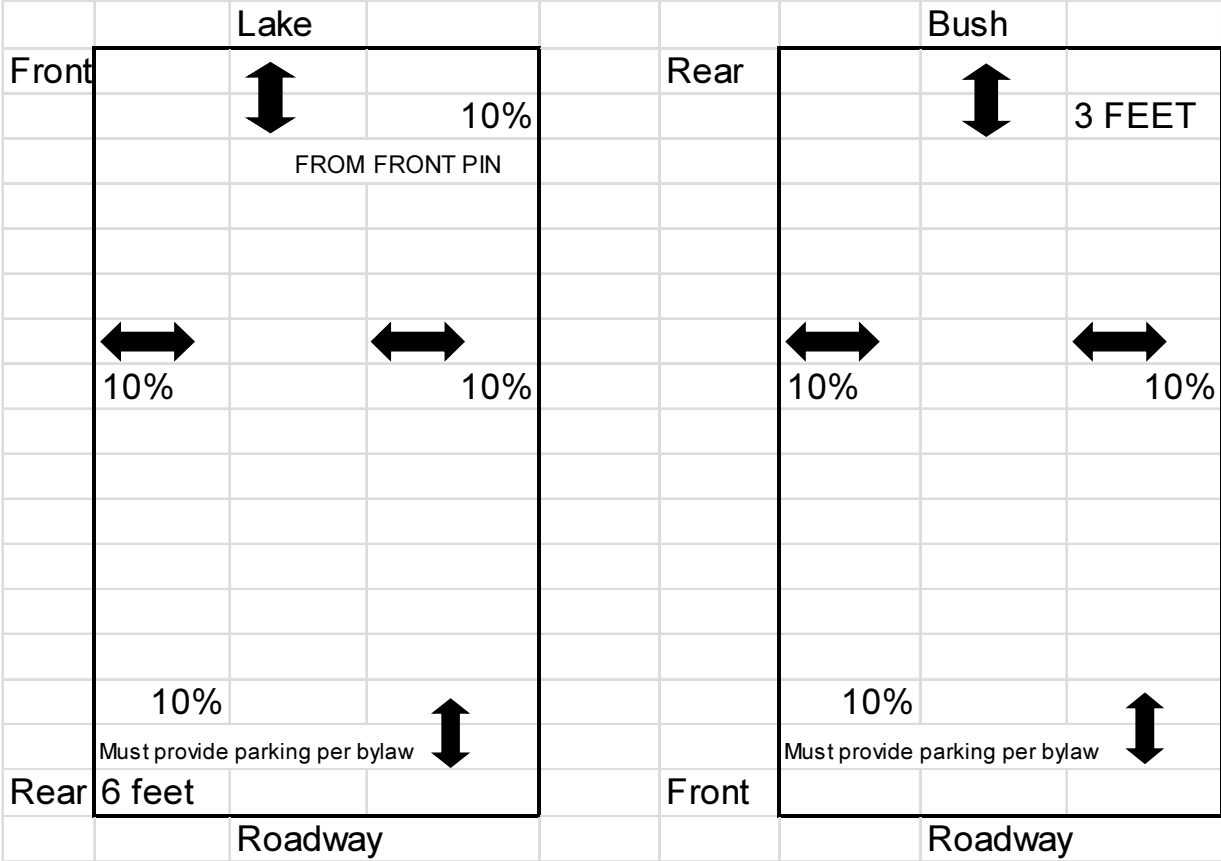 Lake
Front
10%
FROM FRONT PIN
10%
10%
10%
Must provide parking per bylaw
Rear
6 feet
Roadway
Bush
Rear
3 FEET
10%
10%
10%
Must provide parking per bylaw
Front
Roadway